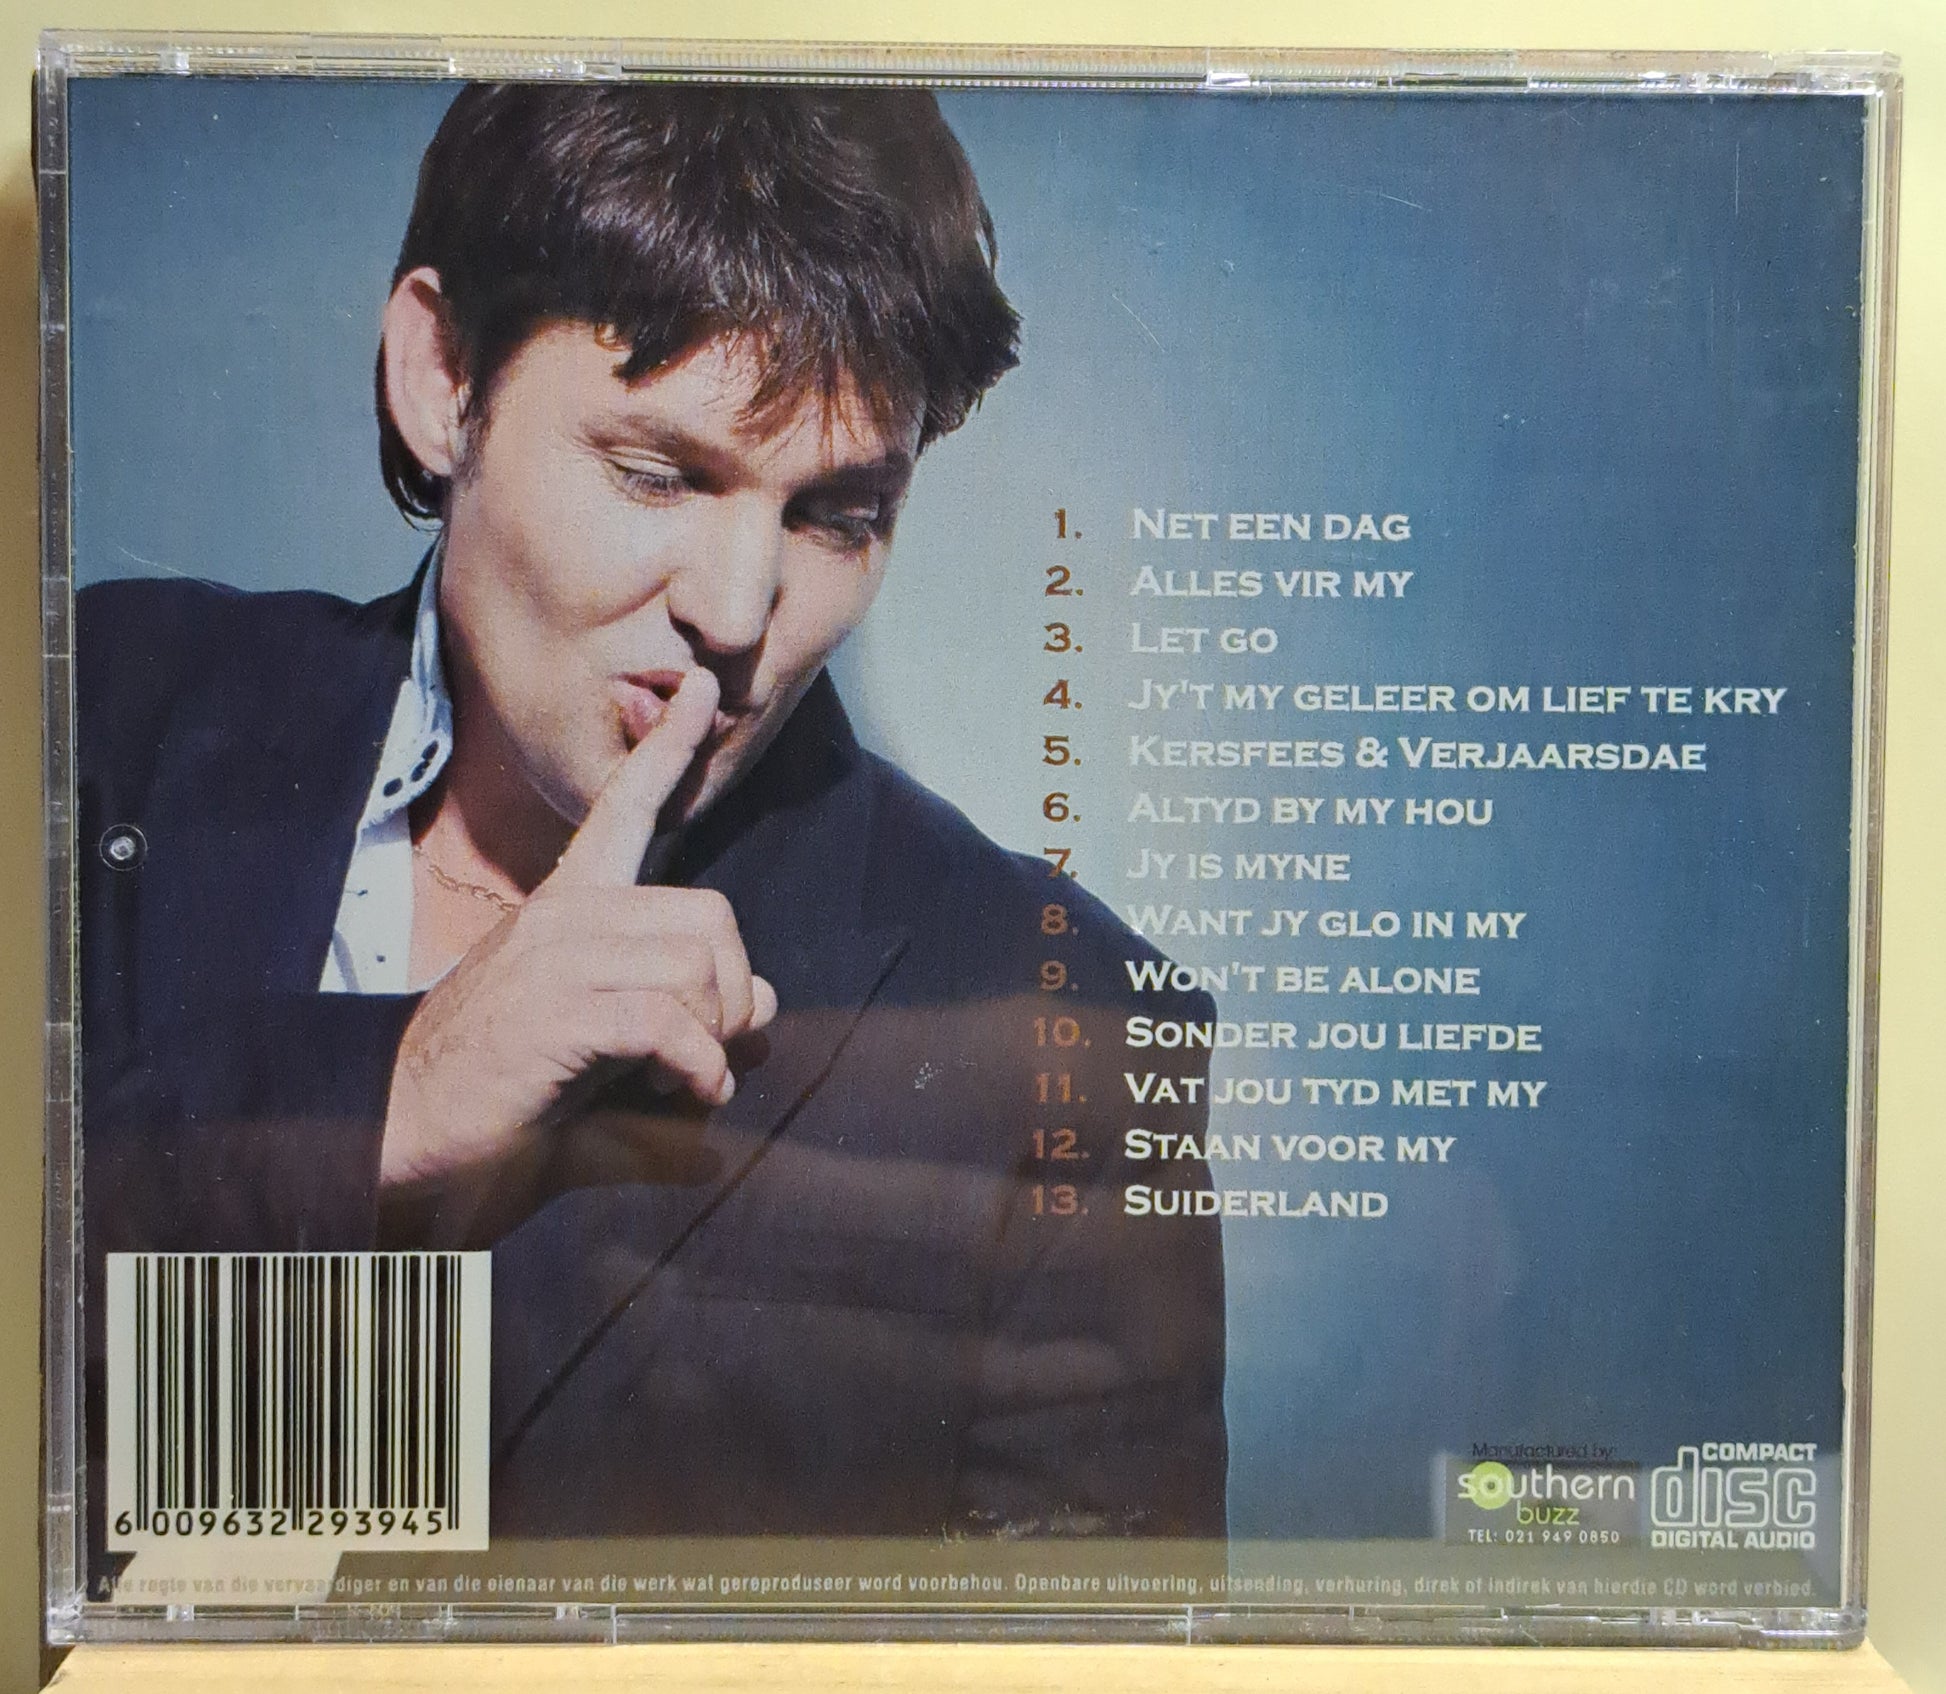 1. NET EEN DAG
2. ALLES VIR MY
3. LET GO
4. JY'T MY GELEER OM LIEF TE KRY
5. KERSFEES & VERJAARSDAE
6. ALTYD BY MY HOU
7. JY IS MYNE
8. WANT JY GLO IN MY
9. WON'T BE ALONE
10. SONDER JOU LIEFDE
11. VAT JOU TYD MET MY
12. STAAN VOOR MY
13. SUIDERLAND
6 009632 293945
Manufactured by:
southern
buzz
TEL: 021 949 0850
COMPACT
disc
DIGITAL AUDIO
Alle regte van die vervaardiger en van die eienaar van die werk wat gereproduseer word voorbehou. Openbare uitvoering, uitsending, verhuring, direk of indirek van hierdie CD word verbied.